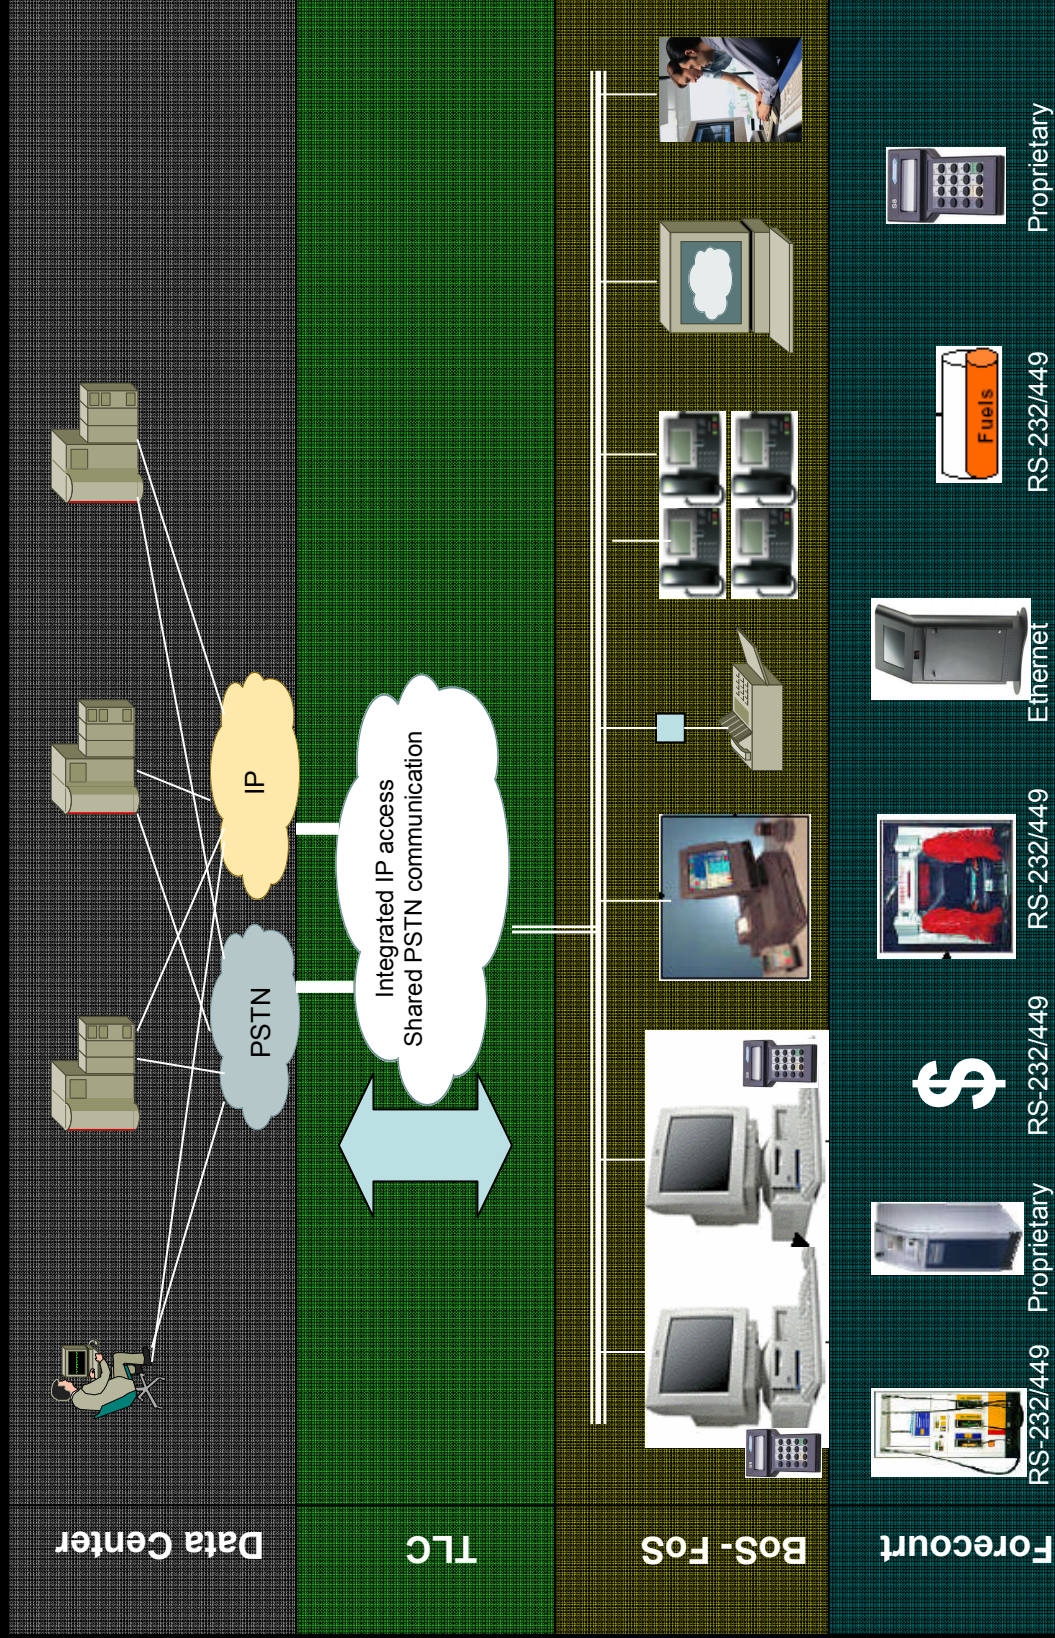 Data Center
PSTN
IP
TLC
Integrated IP access
Shared PSTN communication
BoS- FoS
Forecourt
Fuels
RS-232/449
Proprietary
RS-232/449
RS-232/449
Ethernet
RS-232/449
Proprietary